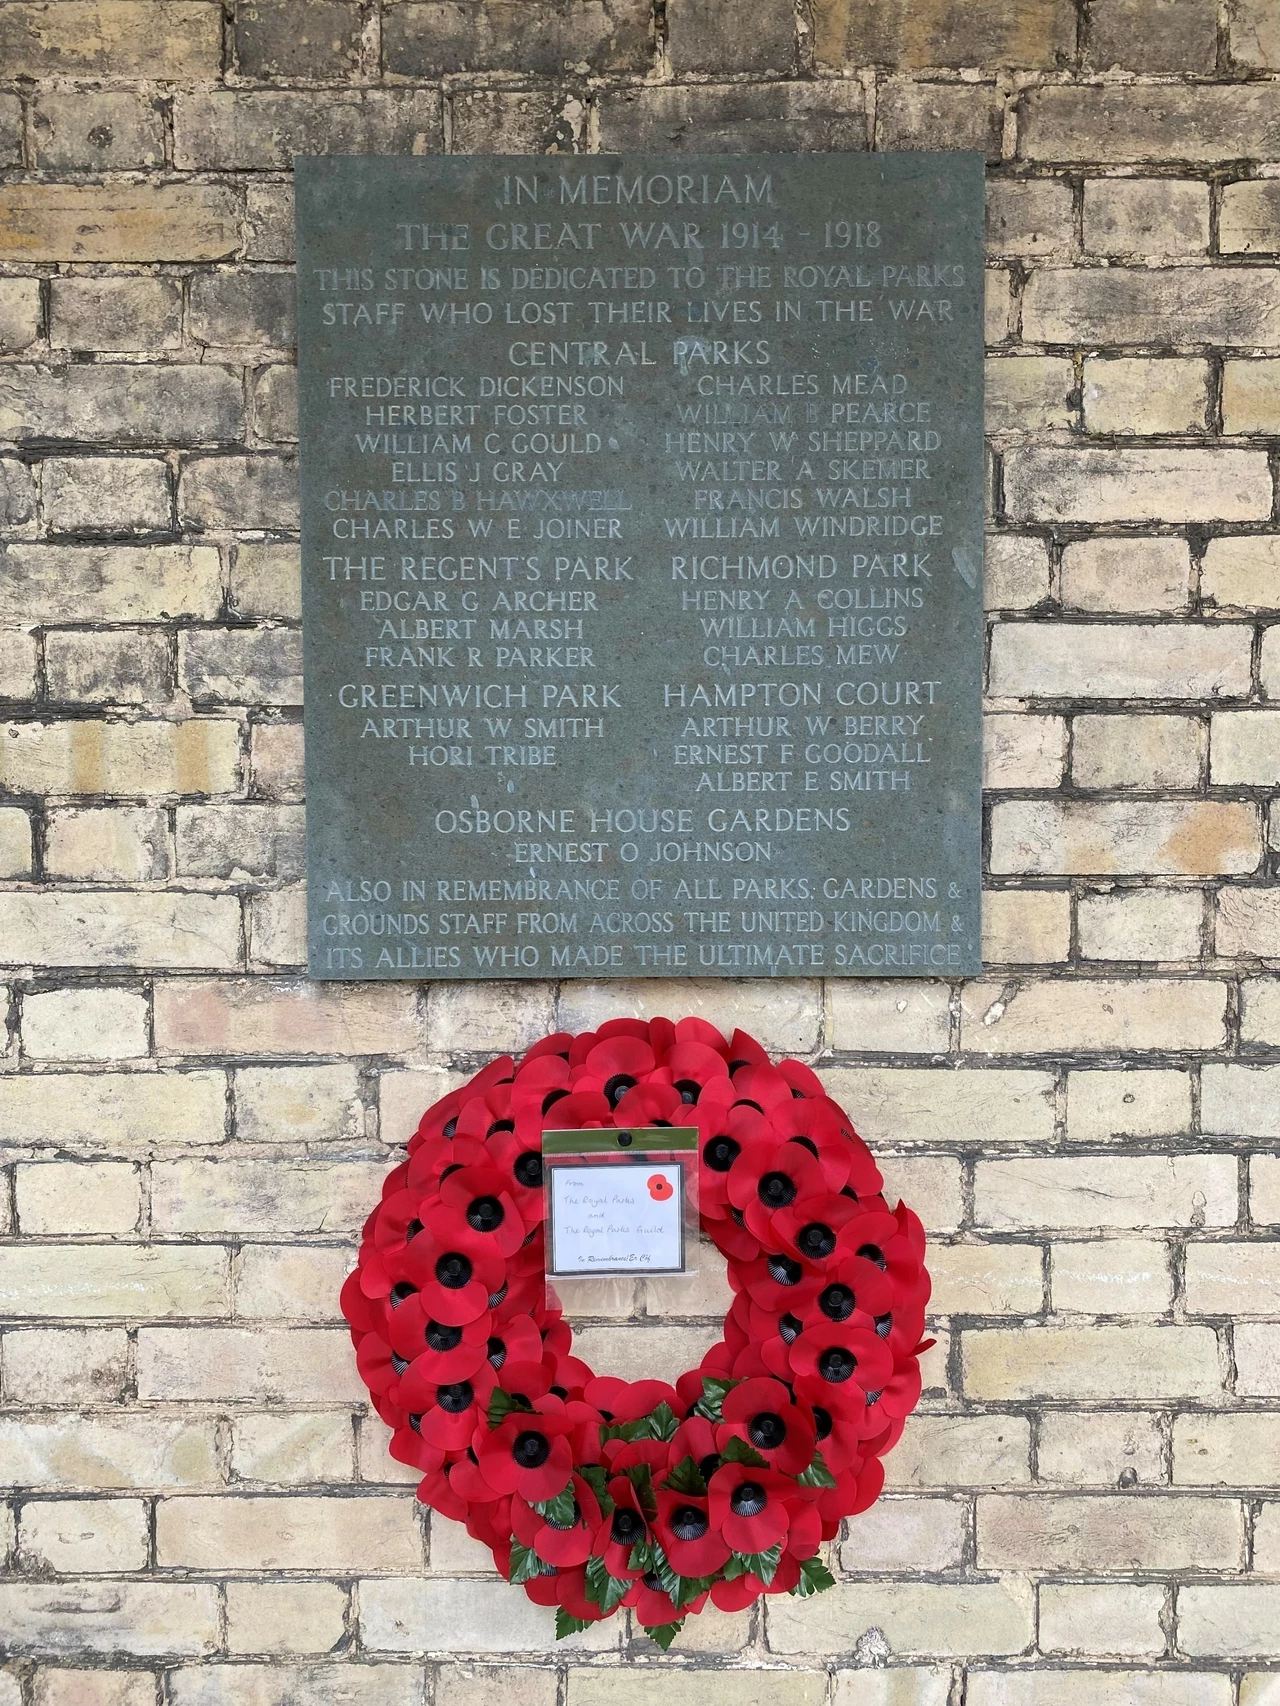 IN MEMORIAM
THE GREAT WAR 1914 - 1918
THIS STONE IS DEDICATED TO THE ROYAL PARKS
STAFF WHO LOST THEIR LIVES IN THE WAR
CENTRAL PARKS
FREDERICK DICKENSON
HERBERT FOSTER
WILLIAM C GOULD
ELLIS J GRAY
CHARLES B HAWXWELL
CHARLES W E JOINER
CHARLES MEAD
WILLIAM B PEARCE
HENRY W SHEPPARD
WALTER A SKEMER
FRANCIS WALSH
WILLIAM WINDRIDGE
THE REGENT'S PARK
EDGAR G ARCHER
ALBERT MARSH
FRANK R PARKER
RICHMOND PARK
HENRY A COLLINS
WILLIAM HIGGS
CHARLES MEW
GREENWICH PARK
ARTHUR W SMITH
HORI TRIBE
HAMPTON COURT
ARTHUR W BERRY
ERNEST F GOODALL
ALBERT E SMITH
OSBORNE HOUSE GARDENS
ERNEST O JOHNSON
ALSO IN REMEMBRANCE OF ALL PARKS, GARDENS &
GROUNDS STAFF FROM ACROSS THE UNITED KINGDOM &
ITS ALLIES WHO MADE THE ULTIMATE SACRIFICE
From
The Royal Parks
and
The Royal Parks Guild
In Remembrance